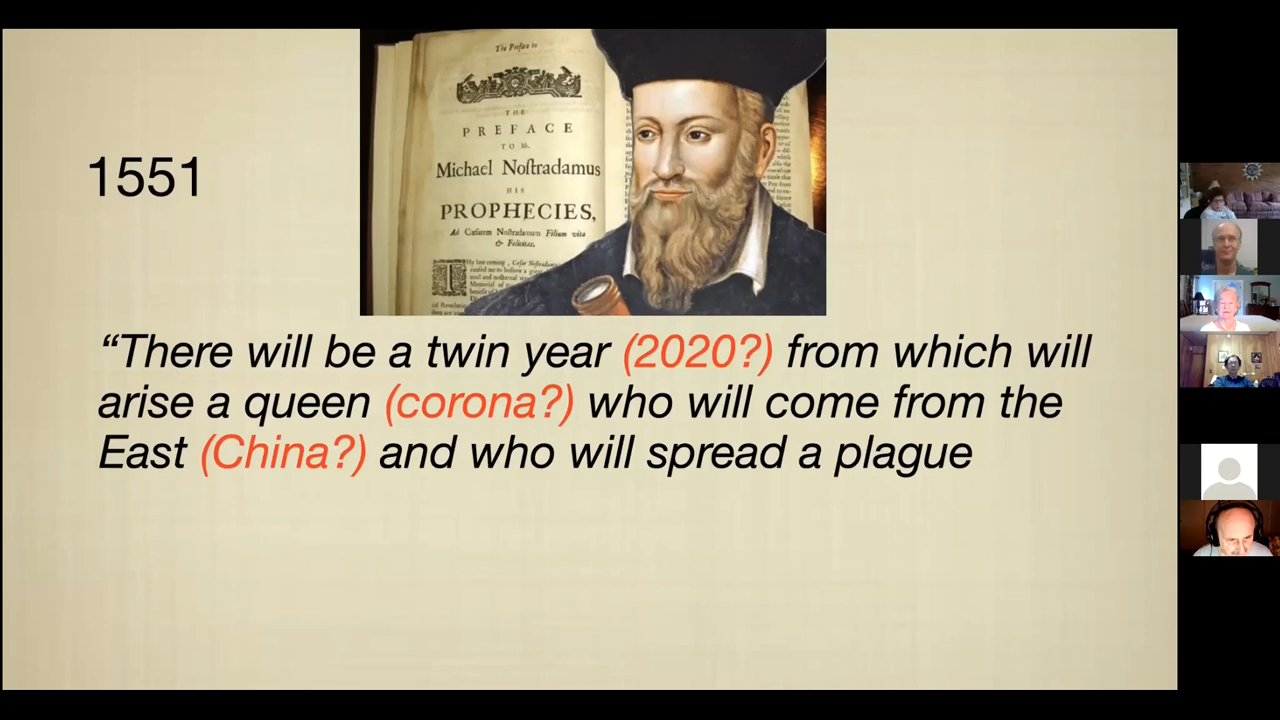 The Preface to
THE
PREFACE
TO Mr.
Michael Noſtradamus
HIS
PROPHECIES,
Ad Cæſarem Noſtradamum Filium vita
& Felicitas.
1551
“There will be a twin year (2020?) from which will
arise a queen (corona?) who will come from the
East (China?) and who will spread a plague